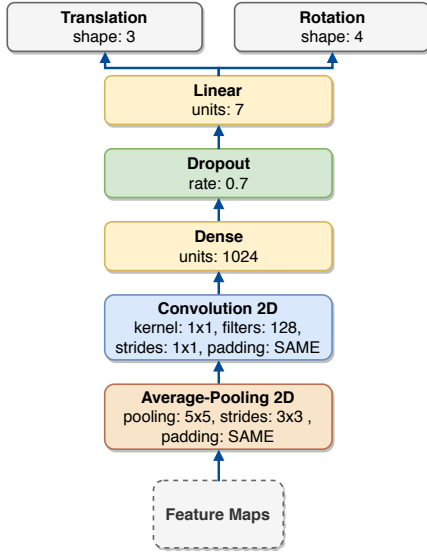 Translation
shape: 3
Rotation
shape: 4
Linear
units: 7
Dropout
rate: 0.7
Dense
units: 1024
Convolution 2D
kernel: 1x1, filters: 128,
strides: 1x1, padding: SAME
Average-Pooling 2D
pooling: 5x5, strides: 3x3 ,
padding: SAME
Feature Maps